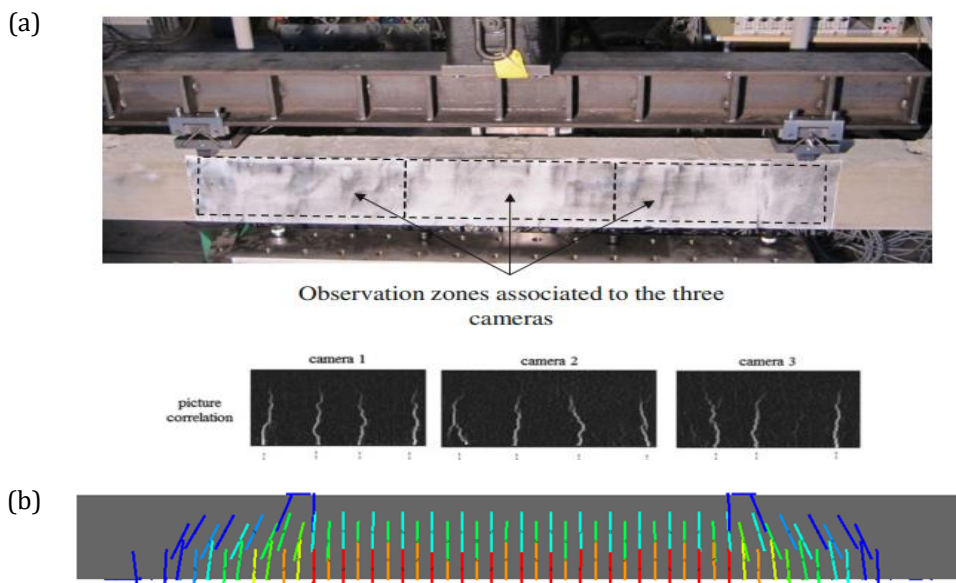 (a)
Observation zones associated to the three
cameras
camera 1
camera 2
camera 3
picture
correlation
(b)